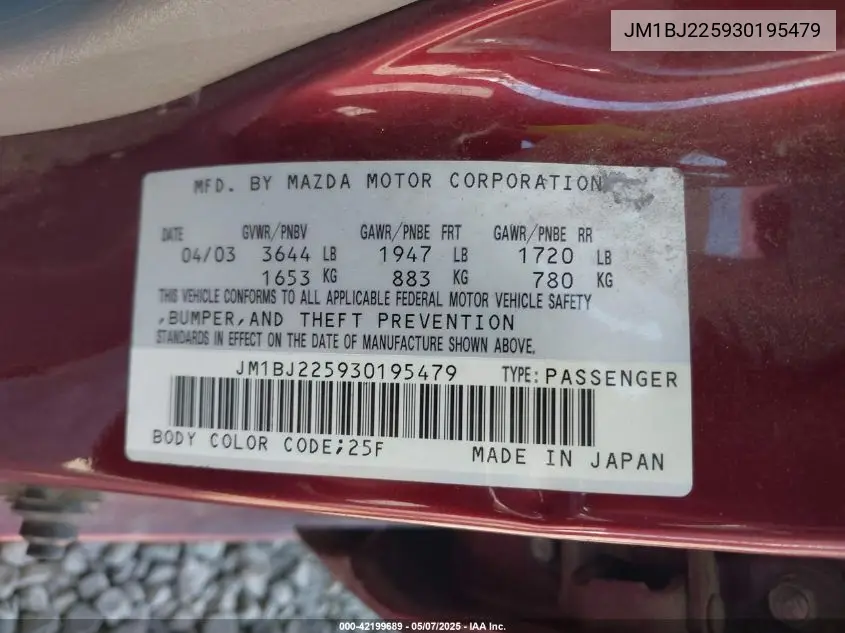 JM1BJ225930195479
MFD. BY MAZDA MOTOR CORPORATION
DATE GVWR/PNBV GAWR/PNBE FRT GAWR/PNBE RR
04/03 3644 LB 1947 LB 1720 LB
1653 KG 883 KG 780 KG
THIS VEHICLE CONFORMS TO ALL APPLICABLE FEDERAL MOTOR VEHICLE SAFETY
,BUMPER,AND THEFT PREVENTION
STANDARDS IN EFFECT ON THE DATE OF MANUFACTURE SHOWN ABOVE.
JM1BJ225930195479 TYPE:PASSENGER
BODY COLOR CODE;25F MADE IN JAPAN
000-42199689 - 05/07/2025 - IAA Inc.